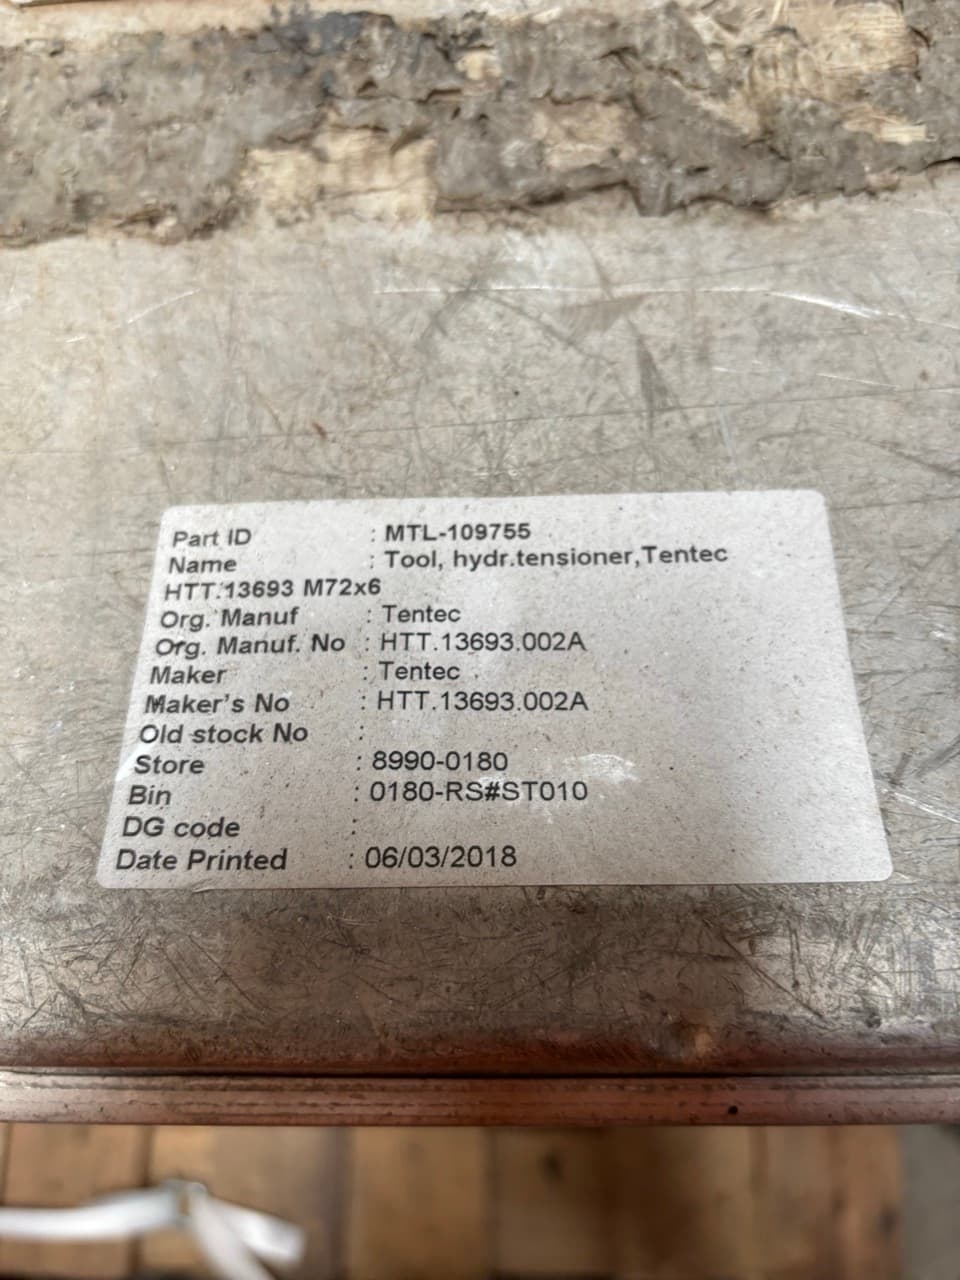 Part ID : MTL-109755
Name : Tool, hydr.tensioner,Tentec
HTT.13693 M72x6
Org. Manuf : Tentec
Org. Manuf. No : HTT.13693.002A
Maker : Tentec
Maker's No : HTT.13693.002A
Old stock No :
Store : 8990-0180
Bin : 0180-RS#ST010
DG code :
Date Printed : 06/03/2018